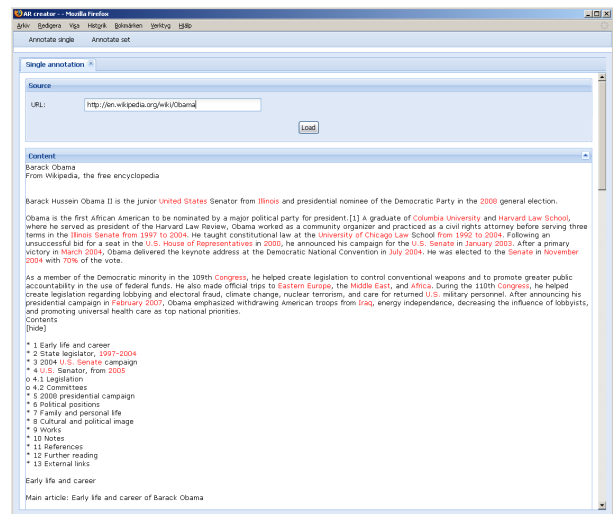 AR creator - - Mozilla Firefox
Arkiv Redigera Visa Historik Bokmärken Verktyg Hjälp
Annotate single Annotate set
Single annotation
Source
URL: http://en.wikipedia.org/wiki/Obama
Load
Content
Barack Obama
From Wikipedia, the free encyclopedia
Barack Hussein Obama II is the junior United States Senator from Illinois and presidential nominee of the Democratic Party in the 2008 general election.
Obama is the first African American to be nominated by a major political party for president.[1] A graduate of Columbia University and Harvard Law School,
where he served as president of the Harvard Law Review, Obama worked as a community organizer and practiced as a civil rights attorney before serving three
terms in the Illinois Senate from 1997 to 2004. He taught constitutional law at the University of Chicago Law School from 1992 to 2004. Following an
unsuccessful bid for a seat in the U.S. House of Representatives in 2000, he announced his campaign for the U.S. Senate in January 2003. After a primary
victory in March 2004, Obama delivered the keynote address at the Democratic National Convention in July 2004. He was elected to the Senate in November
2004 with 70% of the vote.
As a member of the Democratic minority in the 109th Congress, he helped create legislation to control conventional weapons and to promote greater public
accountability in the use of federal funds. He also made official trips to Eastern Europe, the Middle East, and Africa. During the 110th Congress, he helped
create legislation regarding lobbying and electoral fraud, climate change, nuclear terrorism, and care for returned U.S. military personnel. After announcing his
presidential campaign in February 2007, Obama emphasized withdrawing American troops from Iraq, energy independence, decreasing the influence of lobbyists,
and promoting universal health care as top national priorities.
Contents
[hide]
* 1 Early life and career
* 2 State legislator, 1997-2004
* 3 2004 U.S. Senate campaign
* 4 U.S. Senator, from 2005
o 4.1 Legislation
o 4.2 Committees
* 5 2008 presidential campaign
* 6 Political positions
* 7 Family and personal life
* 8 Cultural and political image
* 9 Works
* 10 Notes
* 11 References
* 12 Further reading
* 13 External links
Early life and career
Main article: Early life and career of Barack Obama